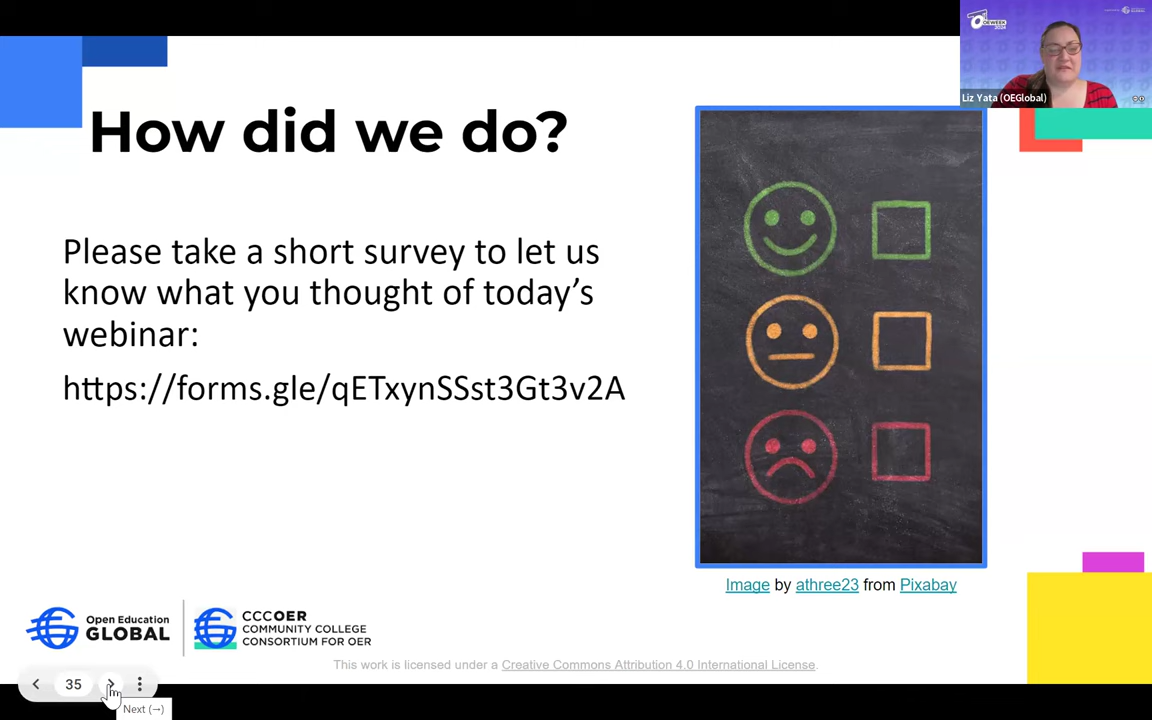 How did we do?
Please take a short survey to let us
know what you thought of today's
webinar:
https://forms.gle/qETxynSSst3Gt3v2A
Image by athree23 from Pixabay
Open Education
GLOBAL
CCCOER
COMMUNITY COLLEGE
CONSORTIUM FOR OER
This work is licensed under a Creative Commons Attribution 4.0 International License.
35
Next (→)
OEWEEK
GLOBAL
Liz Yata (OEGlobal)